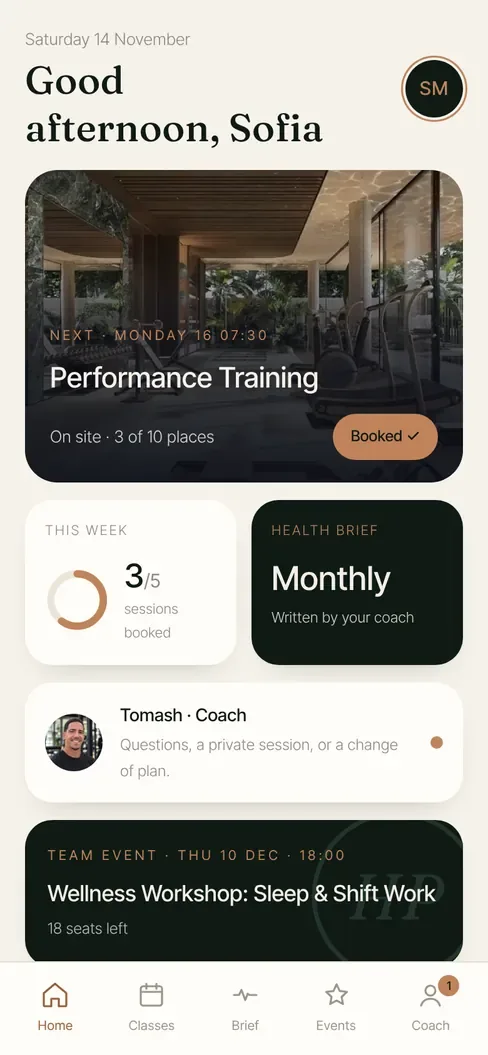 Saturday 14 November
Good
afternoon, Sofia
SM
NEXT · MONDAY 16 07:30
Performance Training
On site · 3 of 10 places
Booked ✓
THIS WEEK
3/5
sessions
booked
HEALTH BRIEF
Monthly
Written by your coach
Tomash · Coach
Questions, a private session, or a change
of plan.
TEAM EVENT · THU 10 DEC · 18:00
HP
Wellness Workshop: Sleep & Shift Work
18 seats left
1
Home
Classes
Brief
Events
Coach